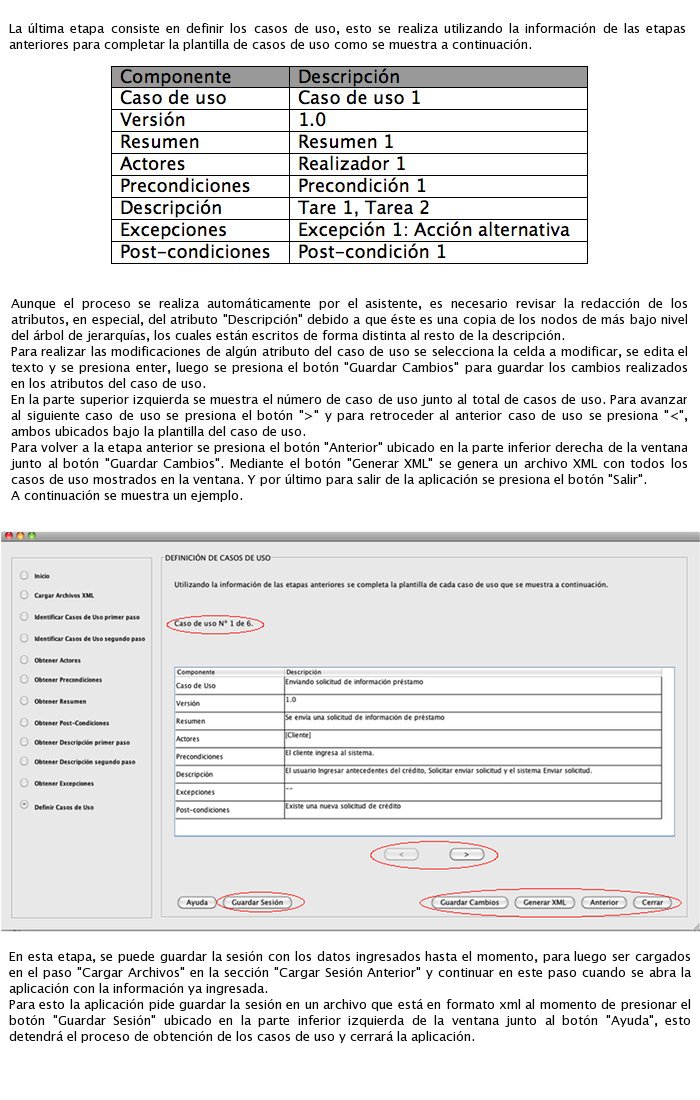 La última etapa consiste en definir los casos de uso, esto se realiza utilizando la información de las etapas
anteriores para completar la plantilla de casos de uso como se muestra a continuación.
Componente Descripción
Caso de uso Caso de uso 1
Versión 1.0
Resumen Resumen 1
Actores Realizador 1
Precondiciones Precondición 1
Descripción Tare 1, Tarea 2
Excepciones Excepción 1: Acción alternativa
Post-condiciones Post-condición 1
Aunque el proceso se realiza automáticamente por el asistente, es necesario revisar la redacción de los
atributos, en especial, del atributo "Descripción" debido a que éste es una copia de los nodos de más bajo nivel
del árbol de jerarquías, los cuales están escritos de forma distinta al resto de la descripción.
Para realizar las modificaciones de algún atributo del caso de uso se selecciona la celda a modificar, se edita el
texto y se presiona enter, luego se presiona el botón "Guardar Cambios" para guardar los cambios realizados
en los atributos del caso de uso.
En la parte superior izquierda se muestra el número de caso de uso junto al total de casos de uso. Para avanzar
al siguiente caso de uso se presiona el botón ">" y para retroceder al anterior caso de uso se presiona "<",
ambos ubicados bajo la plantilla del caso de uso.
Para volver a la etapa anterior se presiona el botón "Anterior" ubicado en la parte inferior derecha de la ventana
junto al botón "Guardar Cambios". Mediante el botón "Generar XML" se genera un archivo XML con todos los
casos de uso mostrados en la ventana. Y por último para salir de la aplicación se presiona el botón "Salir".
A continuación se muestra un ejemplo.
Inicio
Cargar Archivos XML
Identificar Casos de Uso primer paso
Identificar Casos de Uso segundo paso
Obtener Actores
Obtener Precondiciones
Obtener Resumen
Obtener Post-Condiciones
Obtener Descripción primer paso
Obtener Descripción segundo paso
Obtener Excepciones
Definir Casos de Uso
DEFINICIÓN DE CASOS DE USO
Utilizando la información de las etapas anteriores se completa la plantilla de cada caso de uso que se muestra a continuación.
Caso de uso N° 1 de 6.
Componente Descripción
Caso de Uso Enviando solicitud de información préstamo
Versión 1.0
Resumen Se envía una solicitud de información de préstamo
Actores [Cliente]
Precondiciones El cliente ingresa al sistema.
Descripción El usuario Ingresar antecedentes del crédito, Solicitar enviar solicitud y el sistema Enviar solicitud.
Excepciones --
Post-condiciones Existe una nueva solicitud de crédito
< >
Ayuda Guardar Sesión Guardar Cambios Generar XML Anterior Cerrar
En esta etapa, se puede guardar la sesión con los datos ingresados hasta el momento, para luego ser cargados
en el paso "Cargar Archivos" en la sección "Cargar Sesión Anterior" y continuar en este paso cuando se abra la
aplicación con la información ya ingresada.
Para esto la aplicación pide guardar la sesión en un archivo que está en formato xml al momento de presionar el
botón "Guardar Sesión" ubicado en la parte inferior izquierda de la ventana junto al botón "Ayuda", esto
detendrá el proceso de obtención de los casos de uso y cerrará la aplicación.